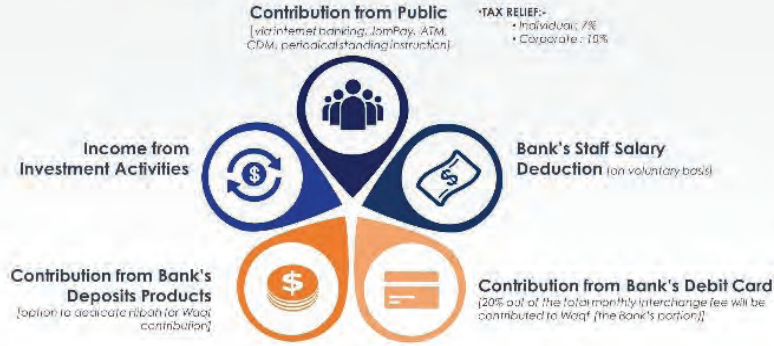 Contribution from Public
[via internet banking, JomPay, ATM,
CDM, periodical standing instruction]
•TAX RELIEF:-
• Individual : 7%
• Corporate : 10%
Income from
Investment Activities
Bank's Staff Salary
Deduction (on voluntary basis)
Contribution from Bank's
Deposits Products
[option to dedicate Hibah for Waqf
contribution]
Contribution from Bank's Debit Card
[20% out of the total monthly interchange fee will be
contributed to Waqf (the Bank's portion)]